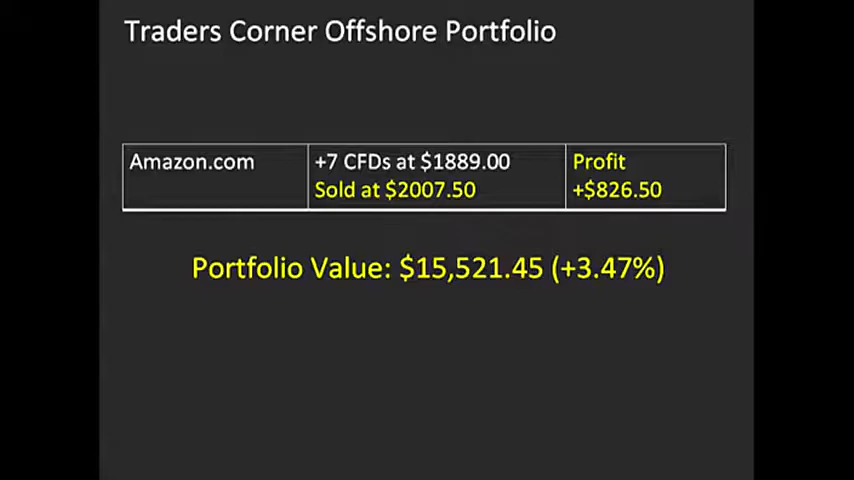 Traders Corner Offshore Portfolio
Amazon.com
+7 CFDs at $1889.00
Sold at $2007.50
Profit
+$826.50
Portfolio Value: $15,521.45 (+3.47%)